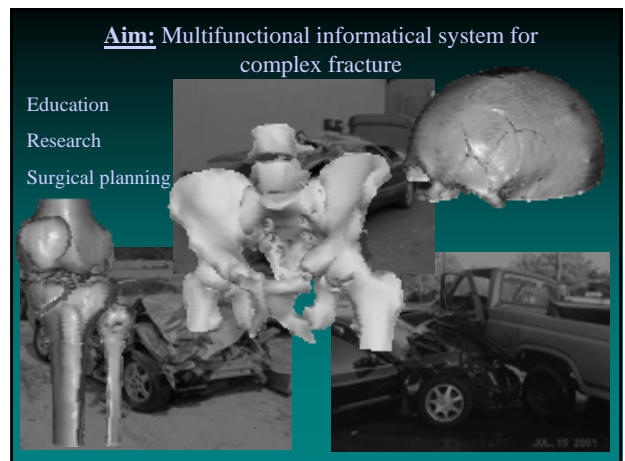 Aim: Multifunctional informatical system for
complex fracture
Education
Research
Surgical planning
JUL. 15 2001